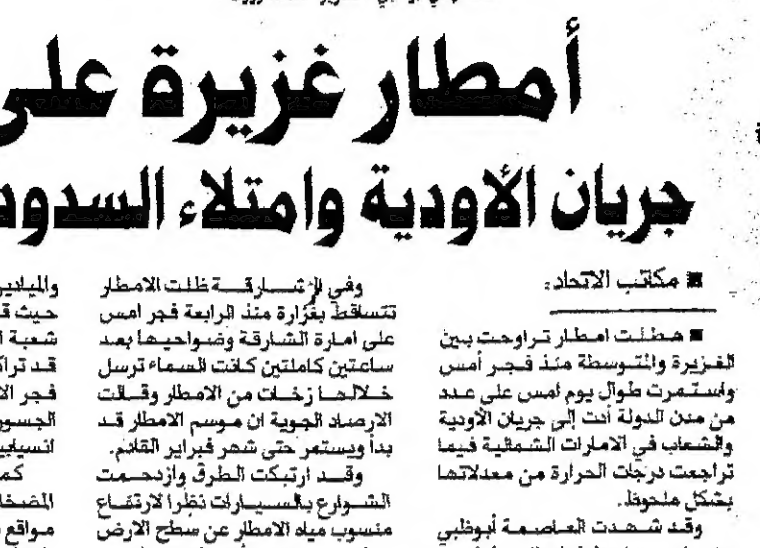 أمطار غزيرة على
جريان الأودية وامتلاء السدود
■ مكاتب الاتحاد:
■ هطلت امطار تراوحت بين
الغزيرة والمتوسطة منذ فجر أمس
واستمرت طوال يوم امس على عدد
من مدن الدولة أدت إلى جريان الأودية
والشعاب في الامارات الشمالية فيما
تراجعت درجات الحرارة من معدلاتها
بشكل ملحوظ.
وقد شهدت العاصمة أبوظبي
وفي الشارقة ظلت الامطار
تتساقط بغزارة منذ الرابعة فجر امس
على امارة الشارقة وضواحيها بعد
ساعتين كاملتين كانت السماء ترسل
خلالها زخات من الامطار وقالت
الارصاد الجوية ان موسم الامطار قد
بدأ ويستمر حتى شهر فبراير القادم.
وقد ارتبكت الطرق وازدحمت
الشوارع بالسيارات نظرا لارتفاع
منسوب مياه الامطار عن سطح الارض
والميادين
حيث
شعبة
قد
فجر
الجسور
انسيابية
كما
مواقع